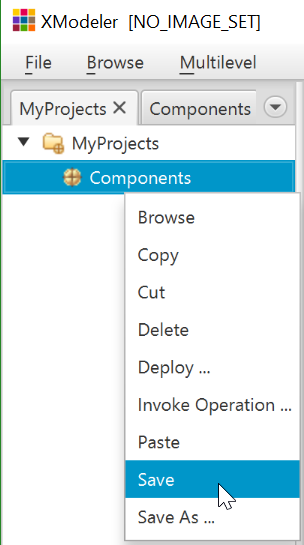 XModeler [NO_IMAGE_SET]
File Browse Multilevel
MyProjects Components
MyProjects
Components
Browse
Copy
Cut
Delete
Deploy ...
Invoke Operation ...
Paste
Save
Save As ...